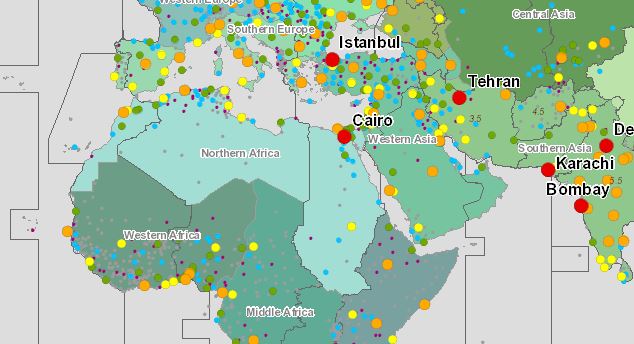 Western Europe
Central Asia
Southern Europe
Istanbul
Tehran
4.5
Cairo
3.5
De
Western Asia
Southern Asia
Northern Africa
Karachi
5.5
Bombay
Western Africa
Middle Africa